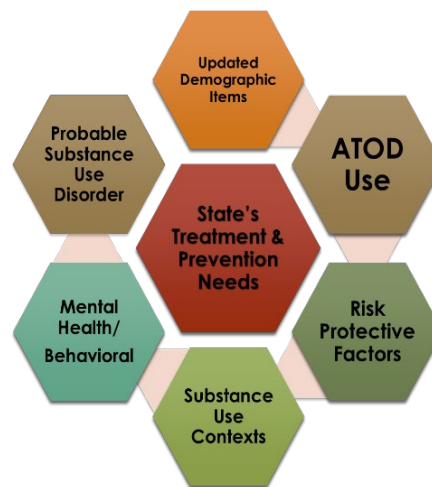 Updated
Demographic
Items
Probable
Substance
Use
Disorder
ATOD
Use
State's
Treatment &
Prevention
Needs
Mental
Health/
Behavioral
Risk
Protective
Factors
Substance
Use
Contexts